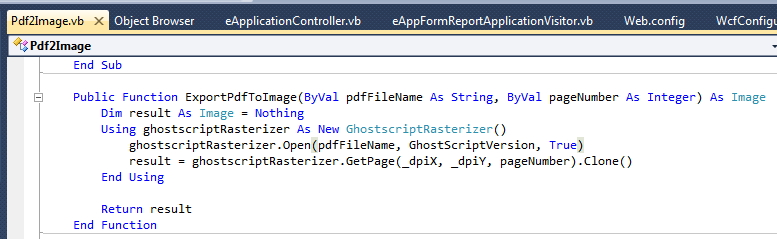 Pdf2Image.vb X Object Browser eApplicationController.vb eAppFormReportApplicationVisitor.vb Web.config WcfConfigu
Pdf2Image
End Sub
Public Function ExportPdfToImage(ByVal pdfFileName As String, ByVal pageNumber As Integer) As Image
Dim result As Image = Nothing
Using ghostscriptRasterizer As New GhostscriptRasterizer()
ghostscriptRasterizer.Open(pdfFileName, GhostScriptVersion, True)
result = ghostscriptRasterizer.GetPage(_dpiX, _dpiY, pageNumber).Clone()
End Using
Return result
End Function